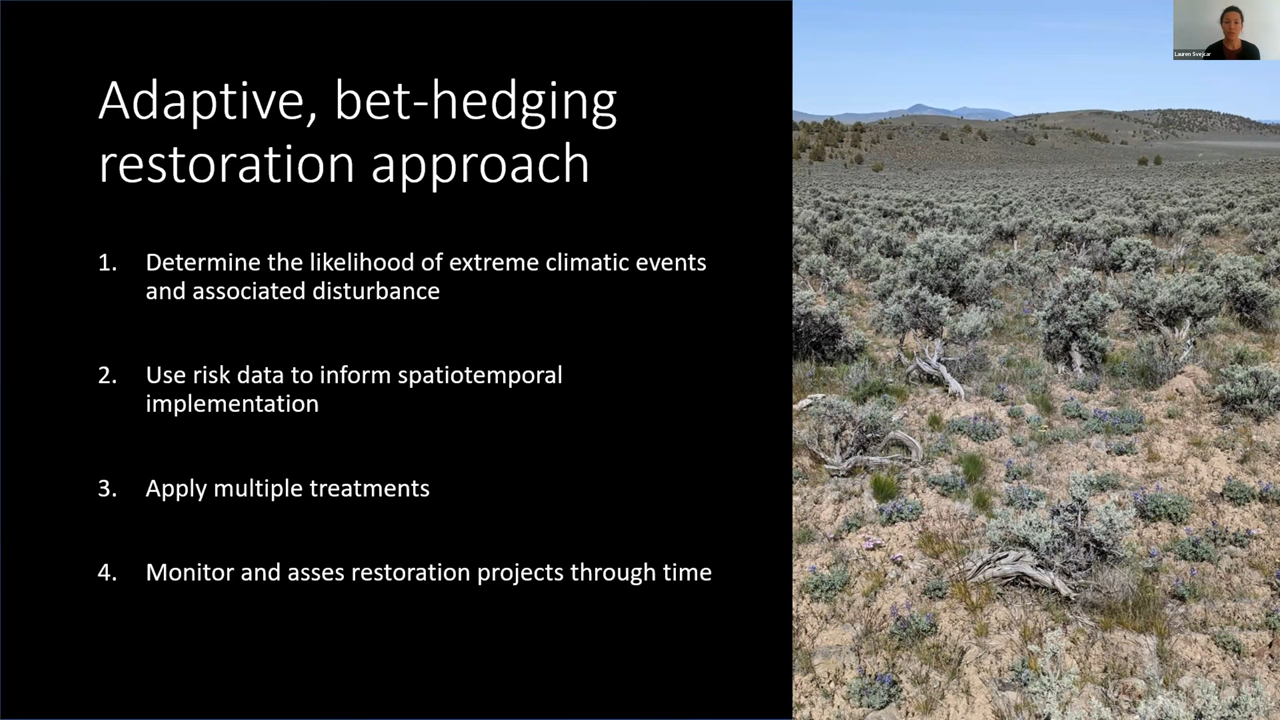 Adaptive, bet-hedging
restoration approach
1. Determine the likelihood of extreme climatic events
and associated disturbance
2. Use risk data to inform spatiotemporal
implementation
3. Apply multiple treatments
4. Monitor and asses restoration projects through time
Lauren Svejcar